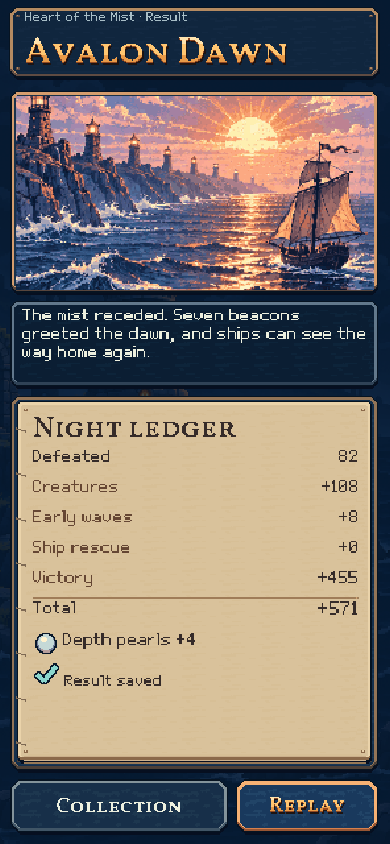 Heart of the Mist · Result
Avalon Dawn
The mist receded. Seven beacons
greeted the dawn, and ships can see the
way home again.
Night ledger
Defeated 82
Creatures +108
Early waves +8
Ship rescue +0
Victory +455
Total +571
Depth pearls +4
Result saved
Collection
Replay